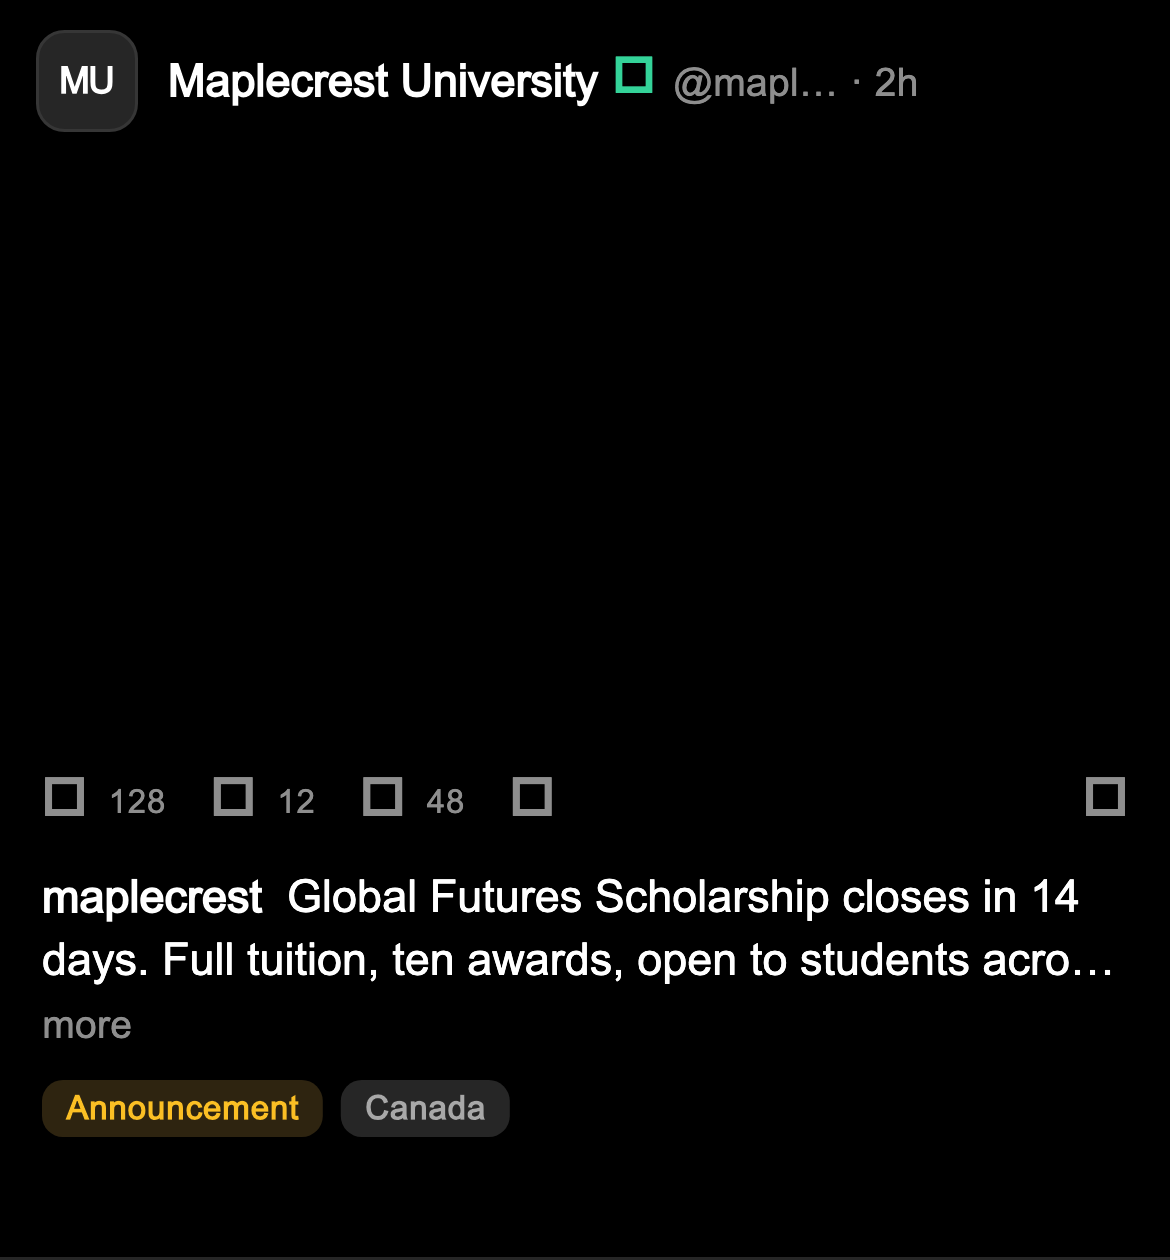 MU
Maplecrest University @mapl… · 2h
128 12 48
maplecrest Global Futures Scholarship closes in 14
days. Full tuition, ten awards, open to students acro…
more
Announcement Canada